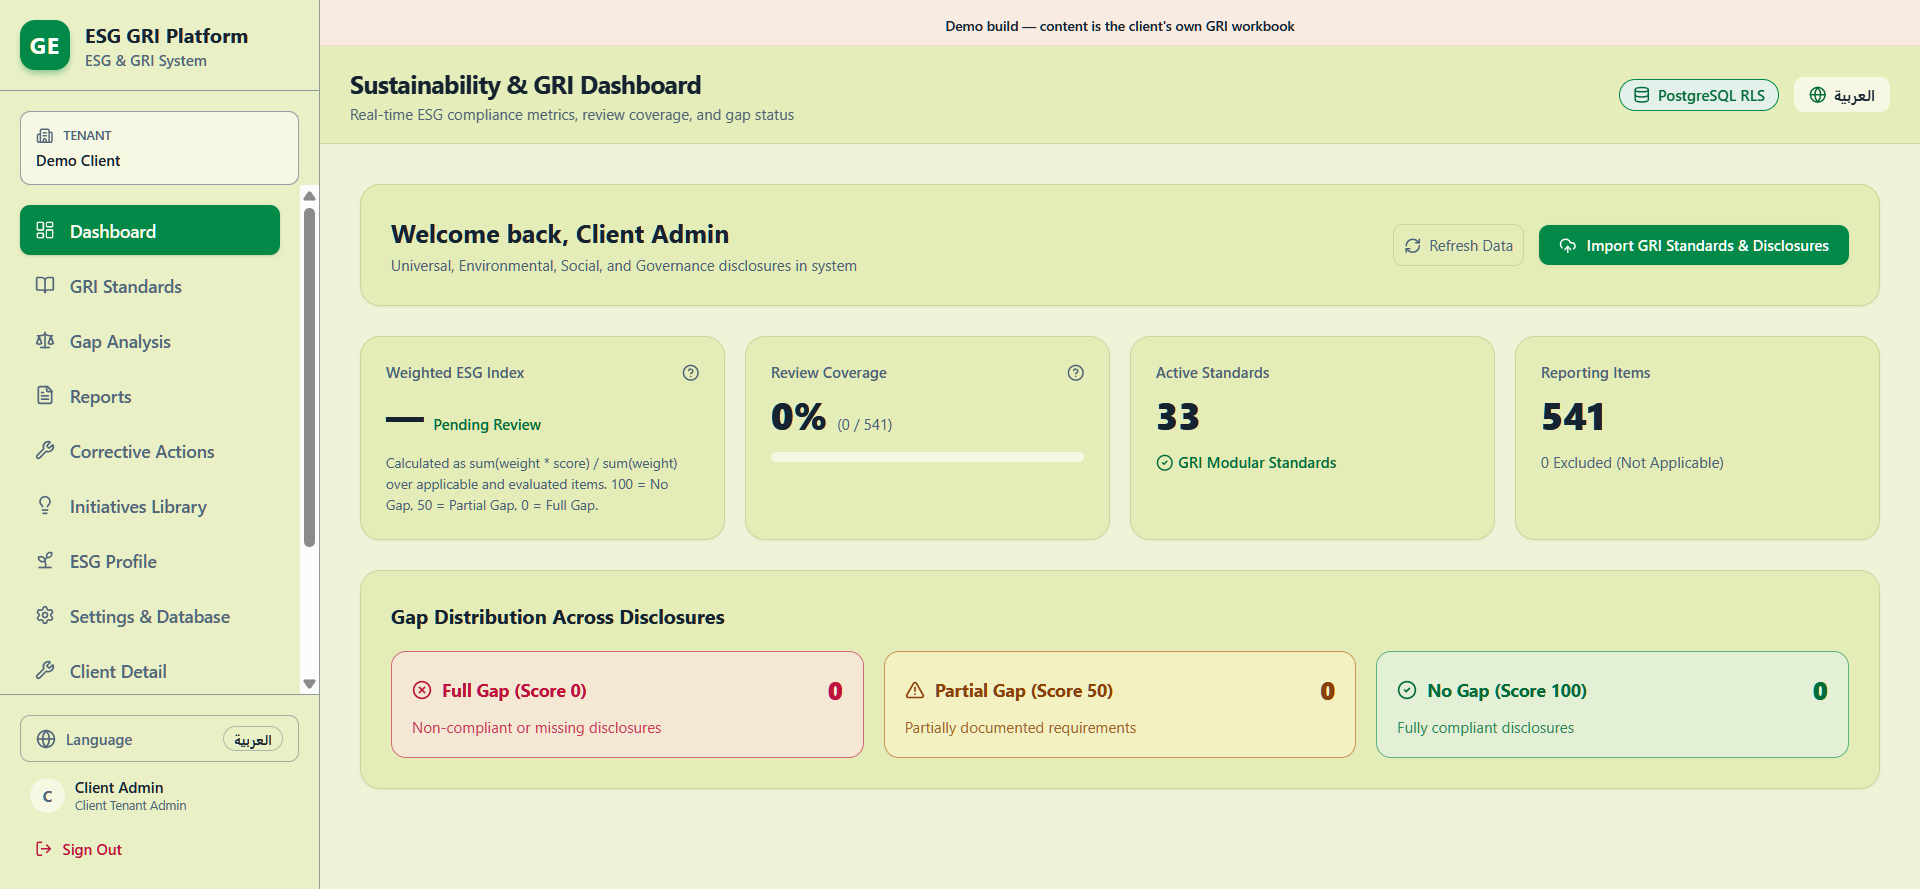 GE
ESG GRI Platform
ESG & GRI System
TENANT
Demo Client
Dashboard
GRI Standards
Gap Analysis
Reports
Corrective Actions
Initiatives Library
ESG Profile
Settings & Database
Client Detail
Language
العربية
C
Client Admin
Client Tenant Admin
Sign Out
Demo build — content is the client's own GRI workbook
Sustainability & GRI Dashboard
Real-time ESG compliance metrics, review coverage, and gap status
PostgreSQL RLS
العربية
Welcome back, Client Admin
Universal, Environmental, Social, and Governance disclosures in system
Refresh Data
Import GRI Standards & Disclosures
Weighted ESG Index
— Pending Review
Calculated as sum(weight * score) / sum(weight)
over applicable and evaluated items. 100 = No
Gap, 50 = Partial Gap, 0 = Full Gap.
Review Coverage
0% (0 / 541)
Active Standards
33
GRI Modular Standards
Reporting Items
541
0 Excluded (Not Applicable)
Gap Distribution Across Disclosures
Full Gap (Score 0) 0
Non-compliant or missing disclosures
Partial Gap (Score 50) 0
Partially documented requirements
No Gap (Score 100) 0
Fully compliant disclosures